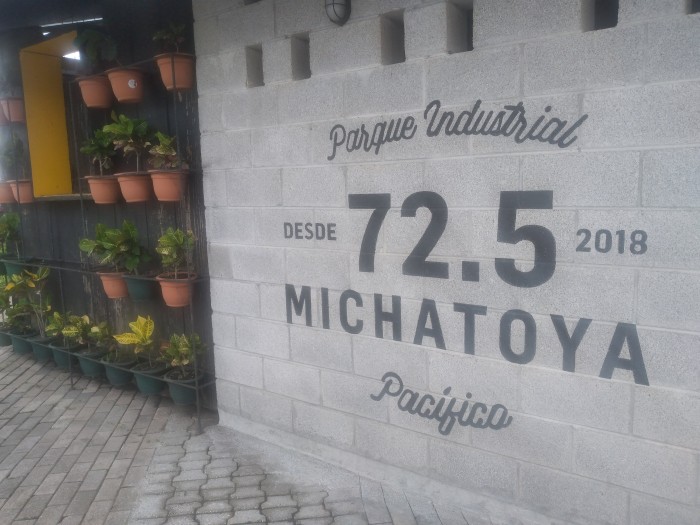 Parque Industrial
DESDE 72.5 2018
MICHATOYA
Pacífico